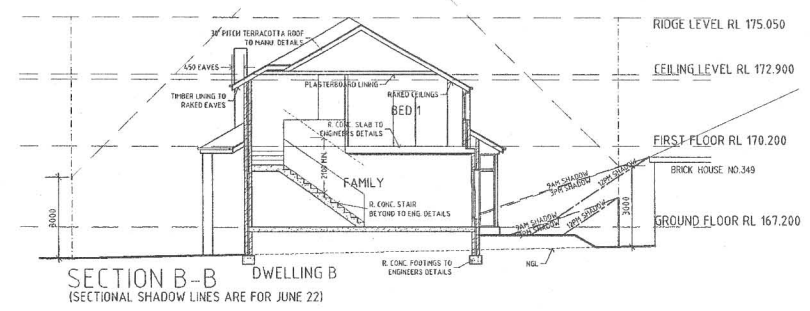 30° PITCH TERRACOTTA ROOF
TO MANU DETAILS
RIDGE LEVEL RL 175.050
450 EAVES
CEILING LEVEL RL 172.900
PLASTERBOARD LINING
TIMBER LINING TO
RAKED EAVES
RAKED CEILINGS
BED 1
R. CONC. SLAB TO
ENGINEERS DETAILS
FIRST FLOOR RL 170.200
2100 MIN.
BRICK HOUSE NO.349
FAMILY
9AM SHADOW
3PM SHADOW
12PM SHADOW
R. CONC. STAIR
BEYOND TO ENG. DETAILS
3000
3000
9AM SHADOW
3PM SHADOW
12PM SHADOW
GROUND FLOOR RL 167.200
SECTION B-B
DWELLING B
R. CONC. FOOTINGS TO
ENGINEERS DETAILS
NGL
(SECTIONAL SHADOW LINES ARE FOR JUNE 22)